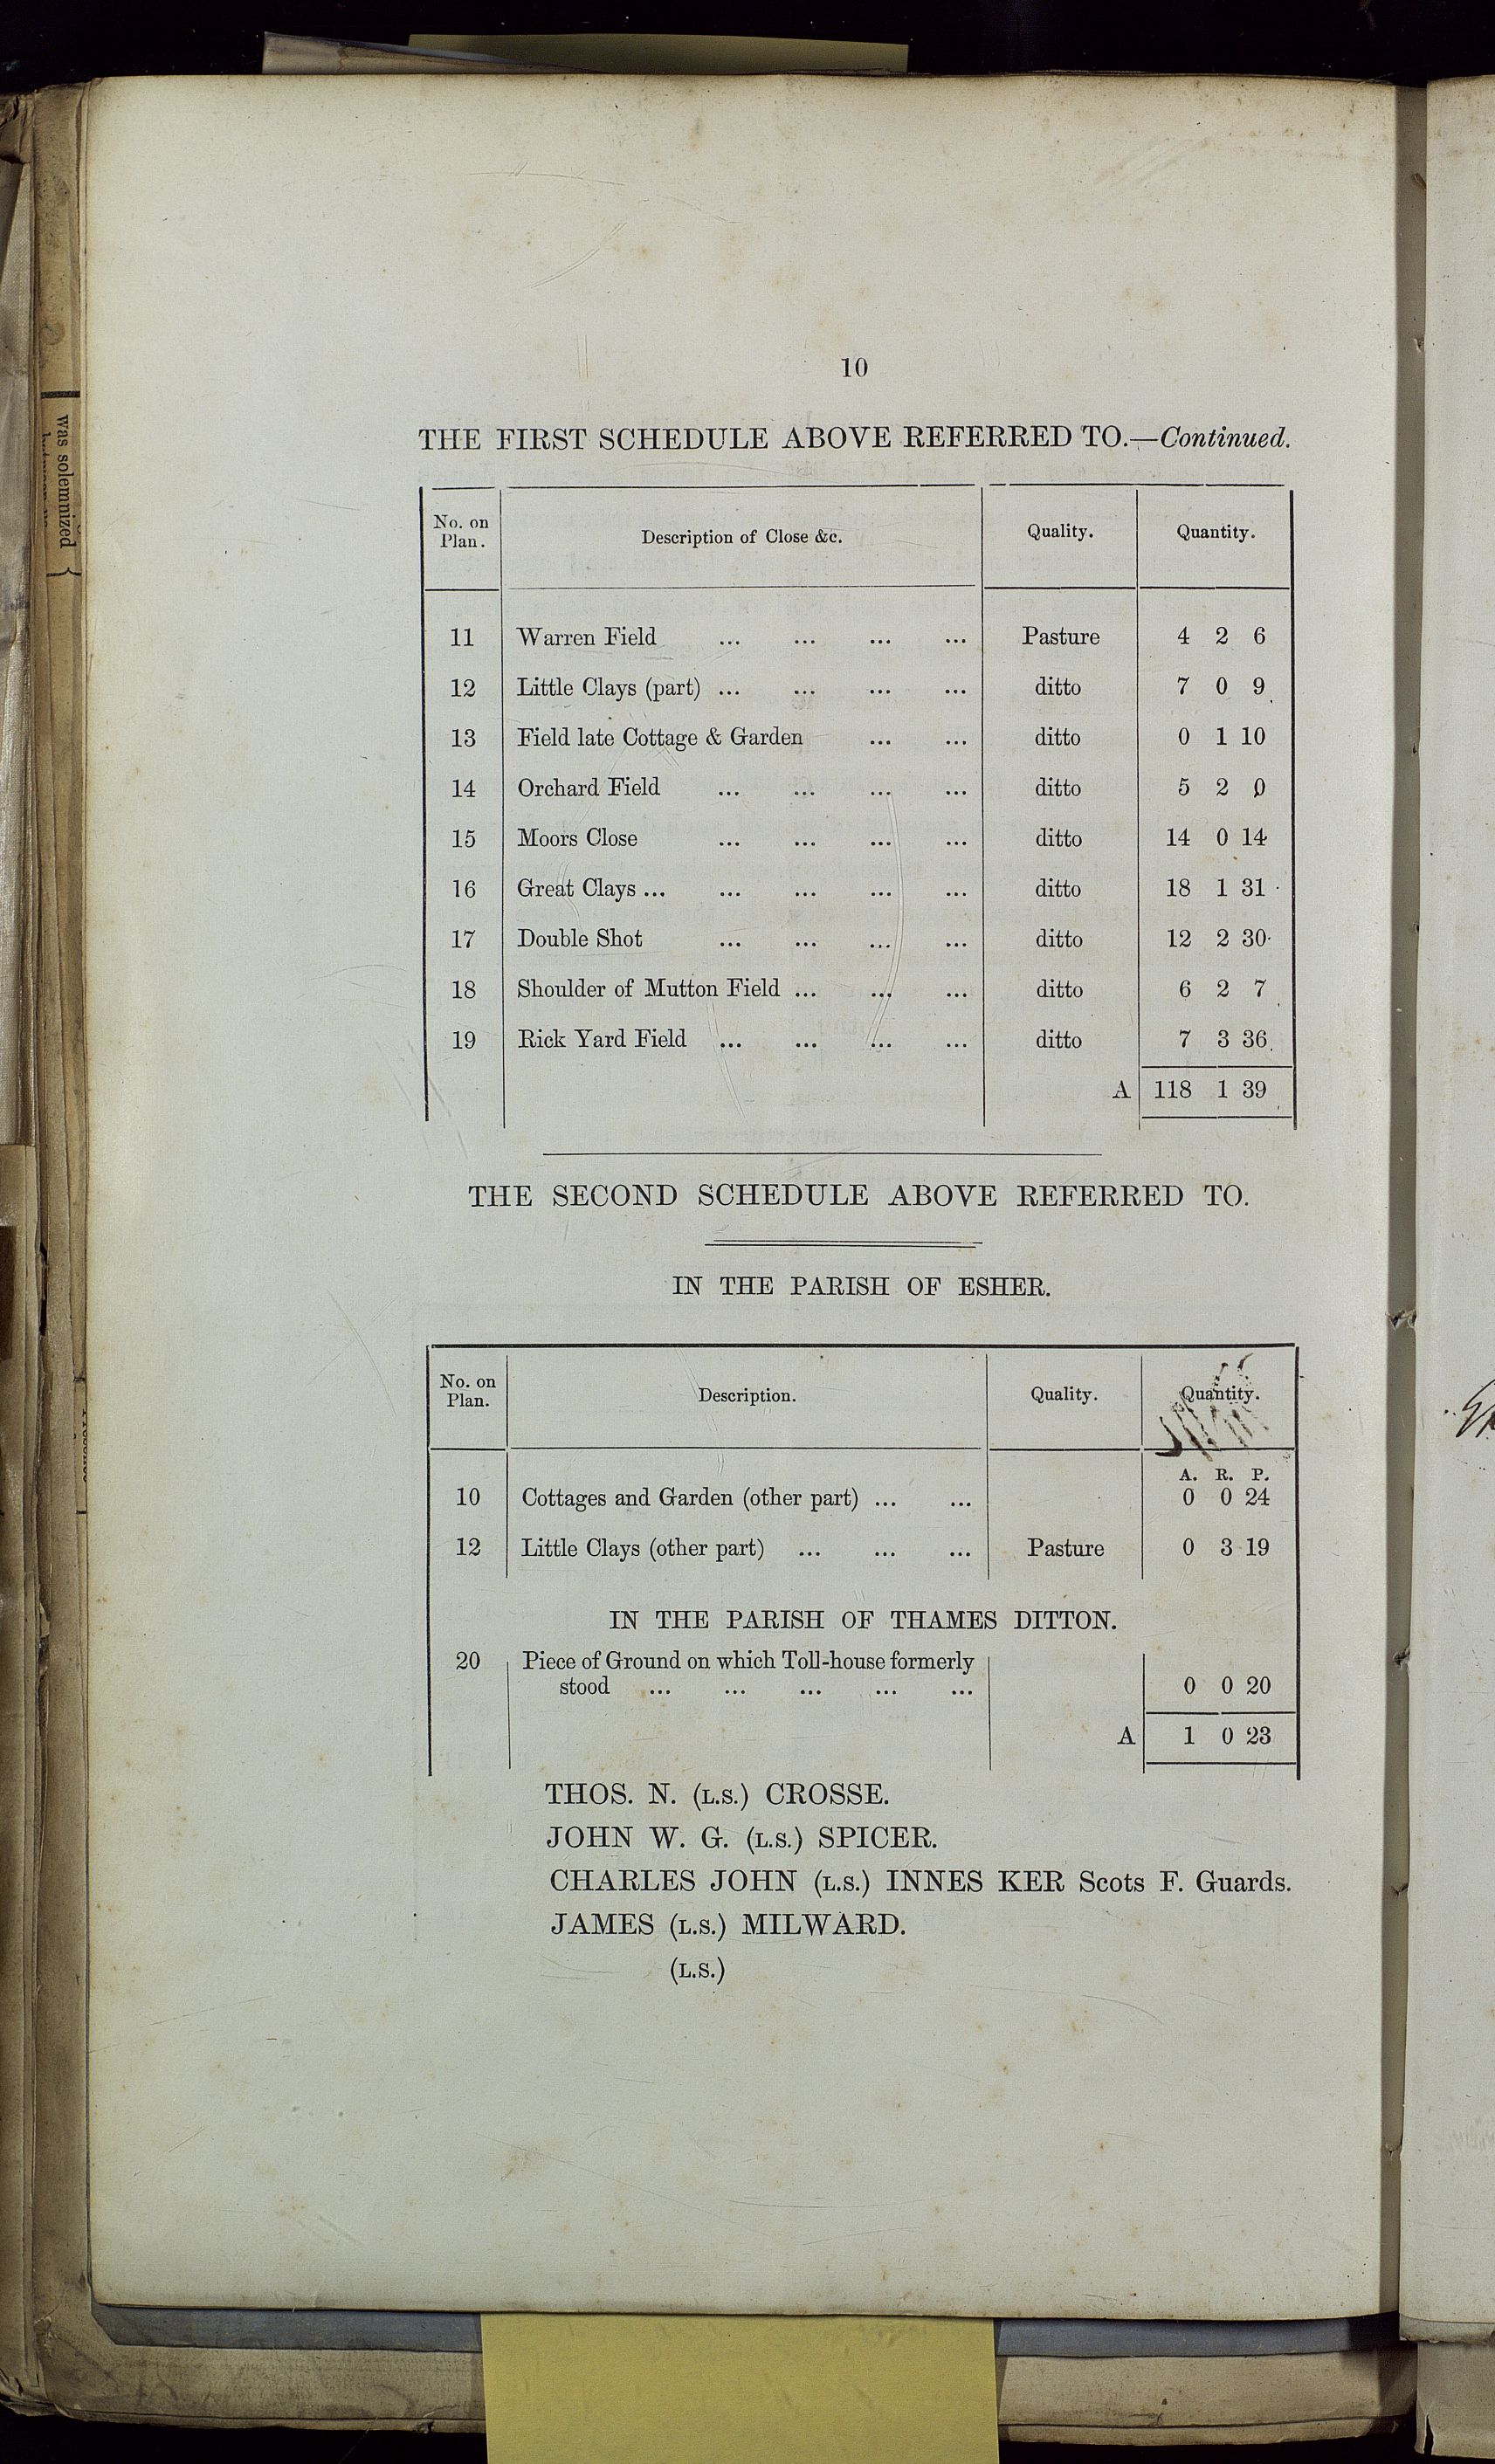 10
THE FIRST SCHEDULE ABOVE REFERRED TO.—Continued.
No. on Plan. Description of Close &c. Quality. Quantity.
11 Warren Field ... ... ... ... Pasture 4 2 6
12 Little Clays (part) ... ... ... ... ditto 7 0 9
13 Field late Cottage & Garden ... ... ditto 0 1 10
14 Orchard Field ... ... ... ... ditto 5 2 0
15 Moors Close ... ... ... ... ditto 14 0 14
16 Great Clays ... ... ... ... ... ditto 18 1 31
17 Double Shot ... ... ... ... ditto 12 2 30
18 Shoulder of Mutton Field ... ... ... ditto 6 2 7
19 Rick Yard Field ... ... ... ... ditto 7 3 36
A 118 1 39
THE SECOND SCHEDULE ABOVE REFERRED TO.
IN THE PARISH OF ESHER.
No. on Plan. Description. Quality. Quantity.
A. R. P.
10 Cottages and Garden (other part) ... ... 0 0 24
12 Little Clays (other part) ... ... ... Pasture 0 3 19
IN THE PARISH OF THAMES DITTON.
20 Piece of Ground on which Toll-house formerly
stood ... ... ... ... ... 0 0 20
A 1 0 23
THOS. N. (L.S.) CROSSE.
JOHN W. G. (L.S.) SPICER.
CHARLES JOHN (L.S.) INNES KER Scots F. Guards.
JAMES (L.S.) MILWARD.
(L.S.)
was solemnized